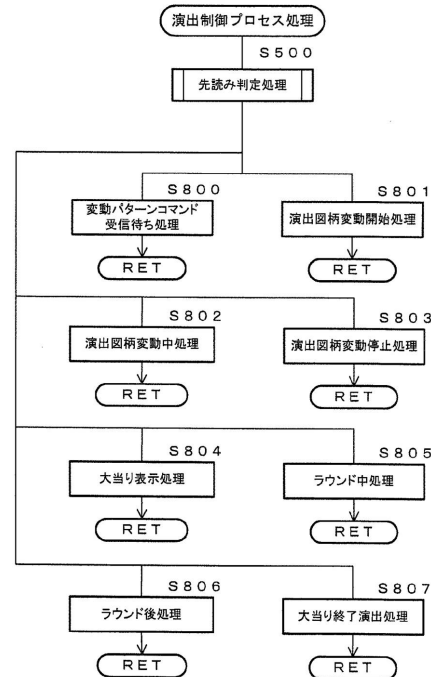 演出制御プロセス処理
S500
先読み判定処理
S800
変動パターンコマンド
受信待ち処理
RET
S801
演出図柄変動開始処理
RET
S802
演出図柄変動中処理
RET
S803
演出図柄変動停止処理
RET
S804
大当り表示処理
RET
S805
ラウンド中処理
RET
S806
ラウンド後処理
RET
S807
大当り終了演出処理
RET